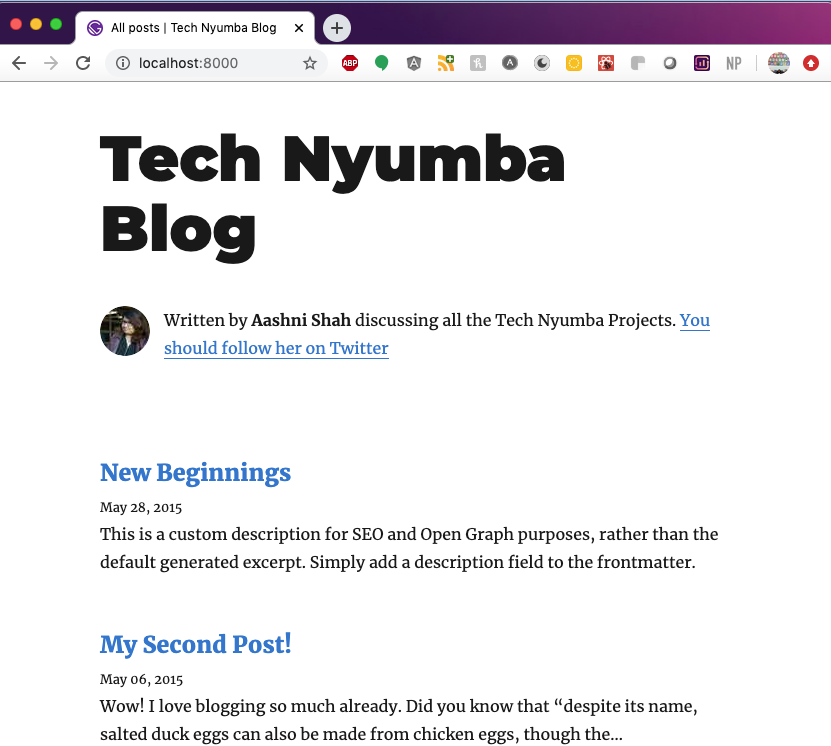 All posts | Tech Nyumba Blog
localhost:8000
ABP
NP
Tech Nyumba
Blog
Written by Aashni Shah discussing all the Tech Nyumba Projects. You
should follow her on Twitter
New Beginnings
May 28, 2015
This is a custom description for SEO and Open Graph purposes, rather than the
default generated excerpt. Simply add a description field to the frontmatter.
My Second Post!
May 06, 2015
Wow! I love blogging so much already. Did you know that “despite its name,
salted duck eggs can also be made from chicken eggs, though the…